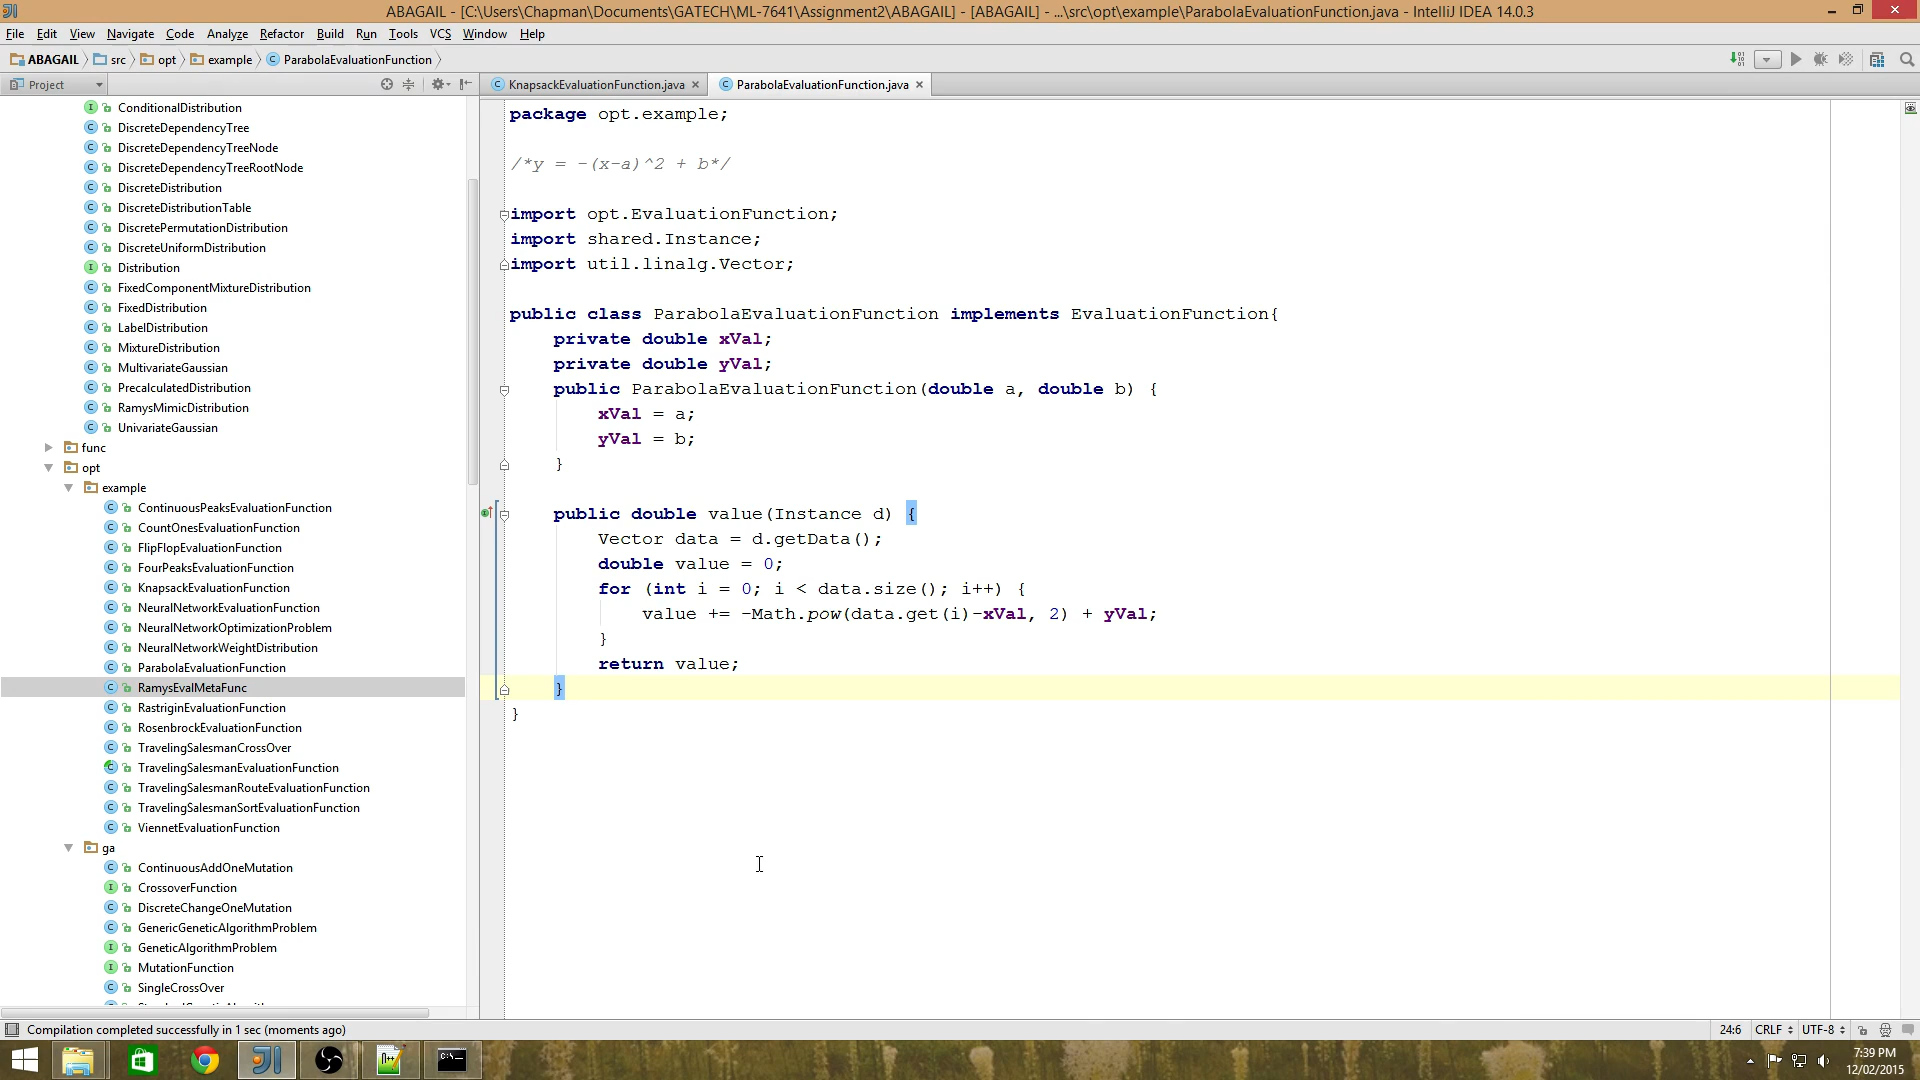 ABAGAIL - [C:\Users\Chapman\Documents\GATECH\ML-7641\Assignment2\ABAGAIL] - [ABAGAIL] - ...\src\opt\example\ParabolaEvaluationFunction.java - IntelliJ IDEA 14.0.3
File Edit View Navigate Code Analyze Refactor Build Run Tools VCS Window Help
ABAGAIL src opt example ParabolaEvaluationFunction
Project
ConditionalDistribution
DiscreteDependencyTree
DiscreteDependencyTreeNode
DiscreteDependencyTreeRootNode
DiscreteDistribution
DiscreteDistributionTable
DiscretePermutationDistribution
DiscreteUniformDistribution
Distribution
FixedComponentMixtureDistribution
FixedDistribution
LabelDistribution
MixtureDistribution
MultivariateGaussian
PrecalculatedDistribution
RamysMimicDistribution
UnivariateGaussian
func
opt
example
ContinuousPeaksEvaluationFunction
CountOnesEvaluationFunction
FlipFlopEvaluationFunction
FourPeaksEvaluationFunction
KnapsackEvaluationFunction
NeuralNetworkEvaluationFunction
NeuralNetworkOptimizationProblem
NeuralNetworkWeightDistribution
ParabolaEvaluationFunction
RamysEvalMetaFunc
RastriginEvaluationFunction
RosenbrockEvaluationFunction
TravelingSalesmanCrossOver
TravelingSalesmanEvaluationFunction
TravelingSalesmanRouteEvaluationFunction
TravelingSalesmanSortEvaluationFunction
ViennetEvaluationFunction
ga
ContinuousAddOneMutation
CrossoverFunction
DiscreteChangeOneMutation
GenericGeneticAlgorithmProblem
GeneticAlgorithmProblem
MutationFunction
SingleCrossOver
KnapsackEvaluationFunction.java ParabolaEvaluationFunction.java
package opt.example;
/*y = -(x-a)^2 + b*/
import opt.EvaluationFunction;
import shared.Instance;
import util.linalg.Vector;
public class ParabolaEvaluationFunction implements EvaluationFunction{
private double xVal;
private double yVal;
public ParabolaEvaluationFunction(double a, double b) {
xVal = a;
yVal = b;
}
public double value(Instance d) {
Vector data = d.getData();
double value = 0;
for (int i = 0; i < data.size(); i++) {
value += -Math.pow(data.get(i)-xVal, 2) + yVal;
}
return value;
}
}
Compilation completed successfully in 1 sec (moments ago)
24:6 CRLF UTF-8
7:39 PM
12/02/2015